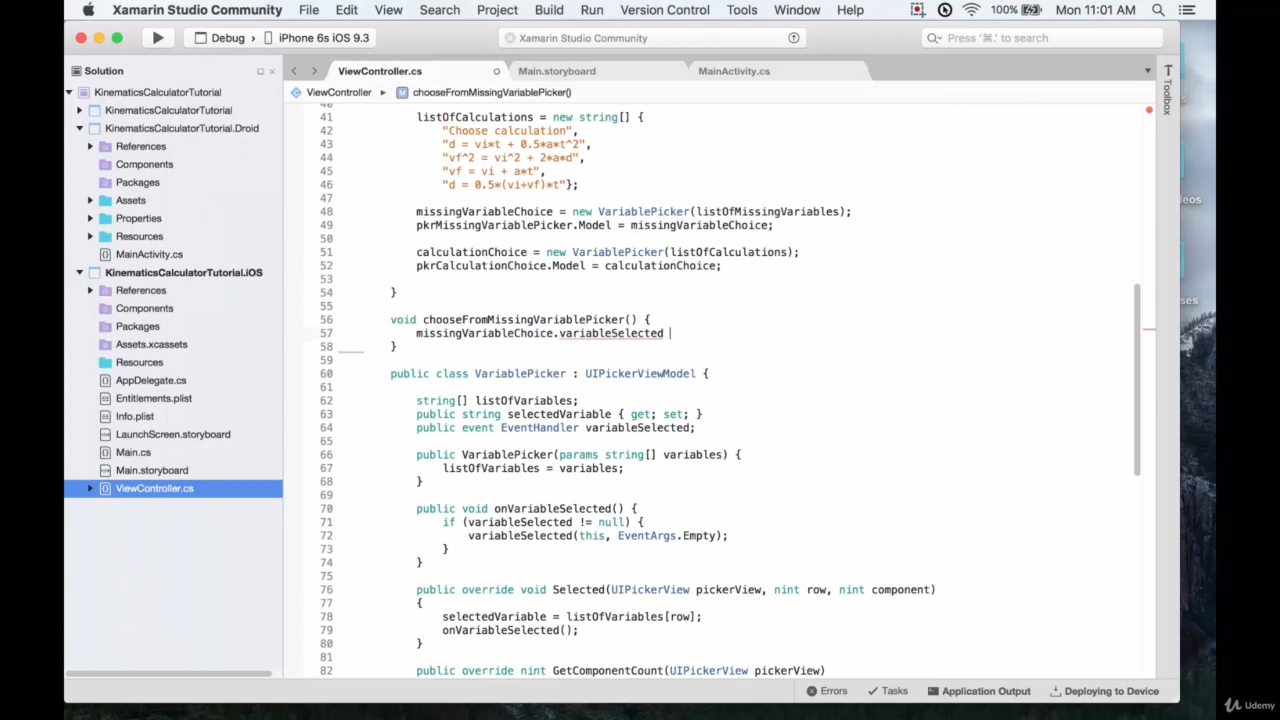 Xamarin Studio Community File Edit View Search Project Build Run Version Control Tools Window Help 100% Mon 11:01 AM
Debug > iPhone 6s iOS 9.3 Xamarin Studio Community Press '⌘.' to search
Solution
ViewController.cs Main.storyboard MainActivity.cs
ViewController chooseFromMissingVariablePicker()
Toolbox
KinematicsCalculatorTutorial
KinematicsCalculatorTutorial
KinematicsCalculatorTutorial.Droid
References
Components
Packages
Assets
Properties
Resources
MainActivity.cs
KinematicsCalculatorTutorial.iOS
References
Components
Packages
Assets.xcassets
Resources
AppDelegate.cs
Entitlements.plist
Info.plist
LaunchScreen.storyboard
Main.cs
Main.storyboard
ViewController.cs
40
41 listOfCalculations = new string[] {
42 "Choose calculation",
43 "d = vi*t + 0.5*a*t^2",
44 "vf^2 = vi^2 + 2*a*d",
45 "vf = vi + a*t",
46 "d = 0.5*(vi+vf)*t"};
47
48 missingVariableChoice = new VariablePicker(listOfMissingVariables);
49 pkrMissingVariablePicker.Model = missingVariableChoice;
50
51 calculationChoice = new VariablePicker(listOfCalculations);
52 pkrCalculationChoice.Model = calculationChoice;
53
54 }
55
56 void chooseFromMissingVariablePicker() {
57 missingVariableChoice.variableSelected
58 }
59
60 public class VariablePicker : UIPickerViewModel {
61
62 string[] listOfVariables;
63 public string selectedVariable { get; set; }
64 public event EventHandler variableSelected;
65
66 public VariablePicker(params string[] variables) {
67 listOfVariables = variables;
68 }
69
70 public void onVariableSelected() {
71 if (variableSelected != null) {
72 variableSelected(this, EventArgs.Empty);
73 }
74 }
75
76 public override void Selected(UIPickerView pickerView, nint row, nint component)
77 {
78 selectedVariable = listOfVariables[row];
79 onVariableSelected();
80 }
81
82 public override nint GetComponentCount(UIPickerView pickerView)
Errors Tasks Application Output Deploying to Device
Udemy